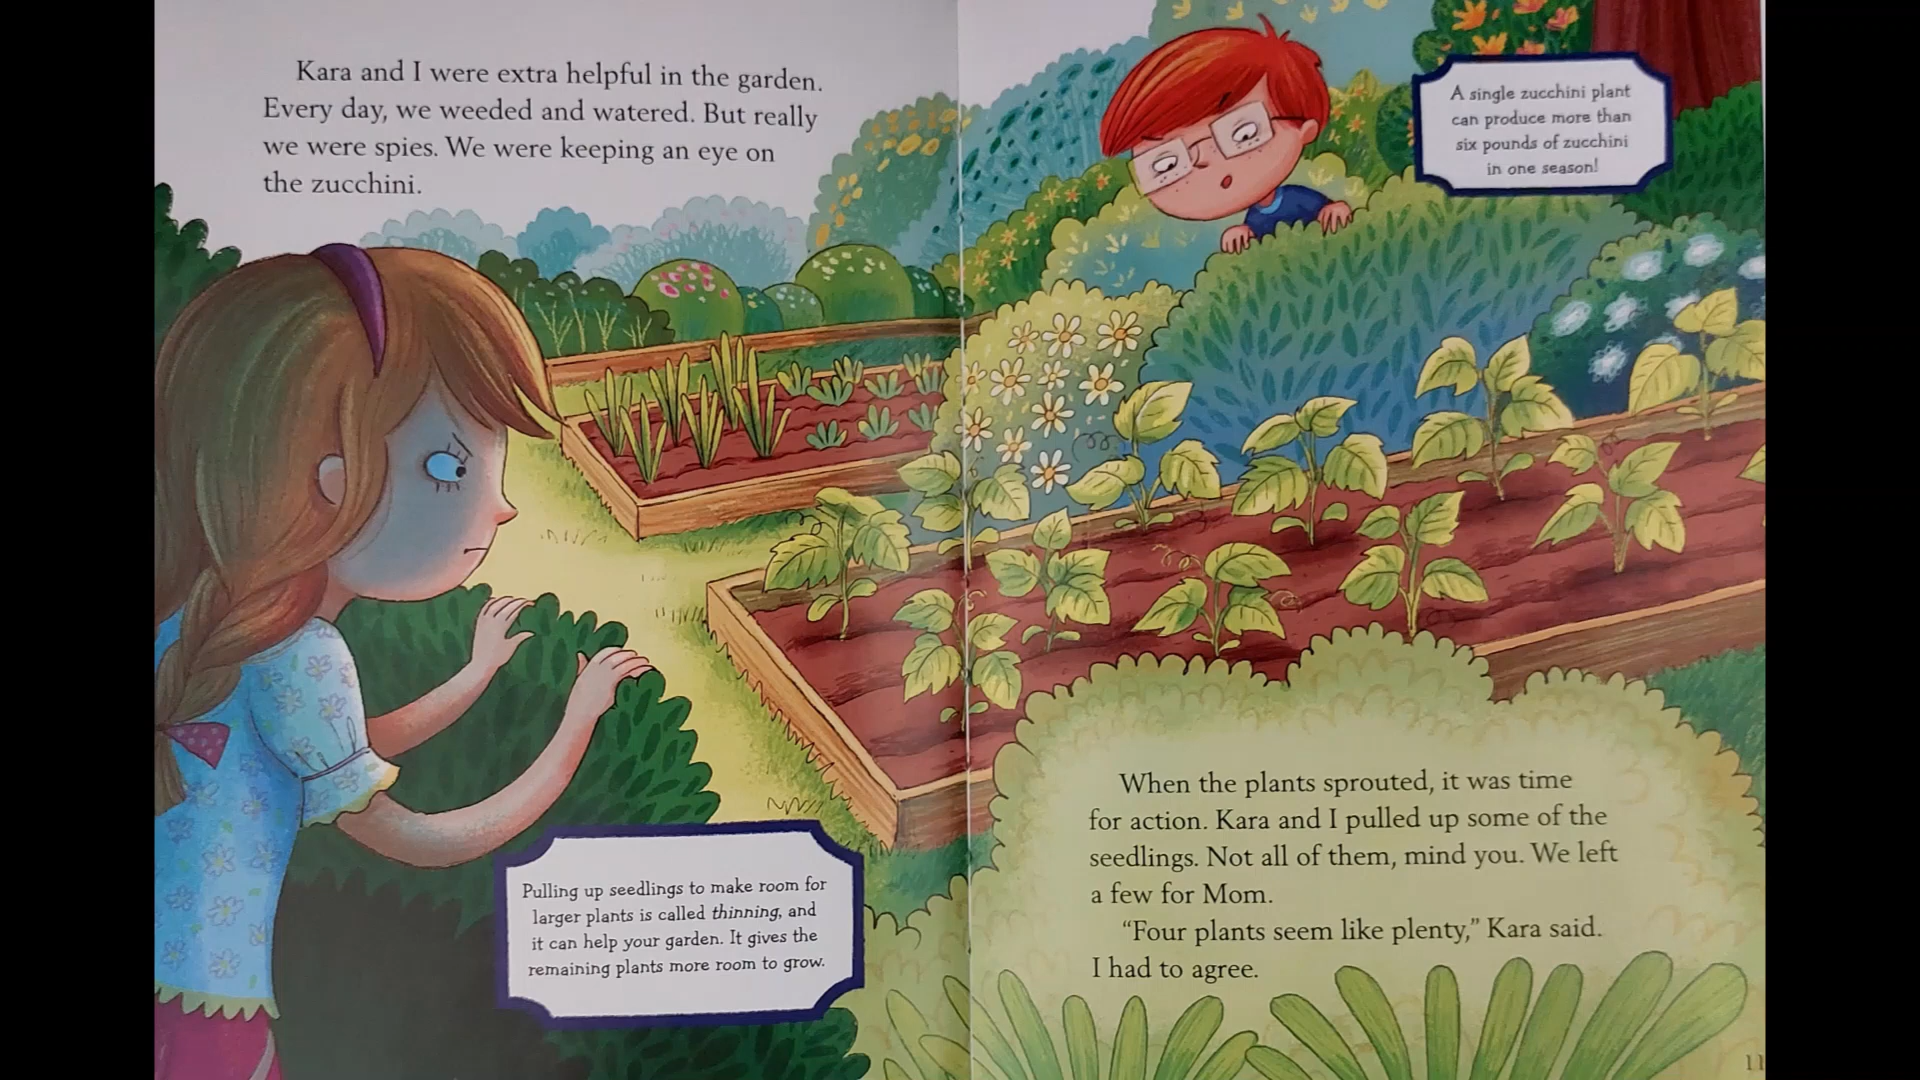 Kara and I were extra helpful in the garden.
Every day, we weeded and watered. But really
we were spies. We were keeping an eye on
the zucchini.
Pulling up seedlings to make room for
larger plants is called thinning, and
it can help your garden. It gives the
remaining plants more room to grow.
A single zucchini plant
can produce more than
six pounds of zucchini
in one season!
When the plants sprouted, it was time
for action. Kara and I pulled up some of the
seedlings. Not all of them, mind you. We left
a few for Mom.
“Four plants seem like plenty,” Kara said.
I had to agree.
11